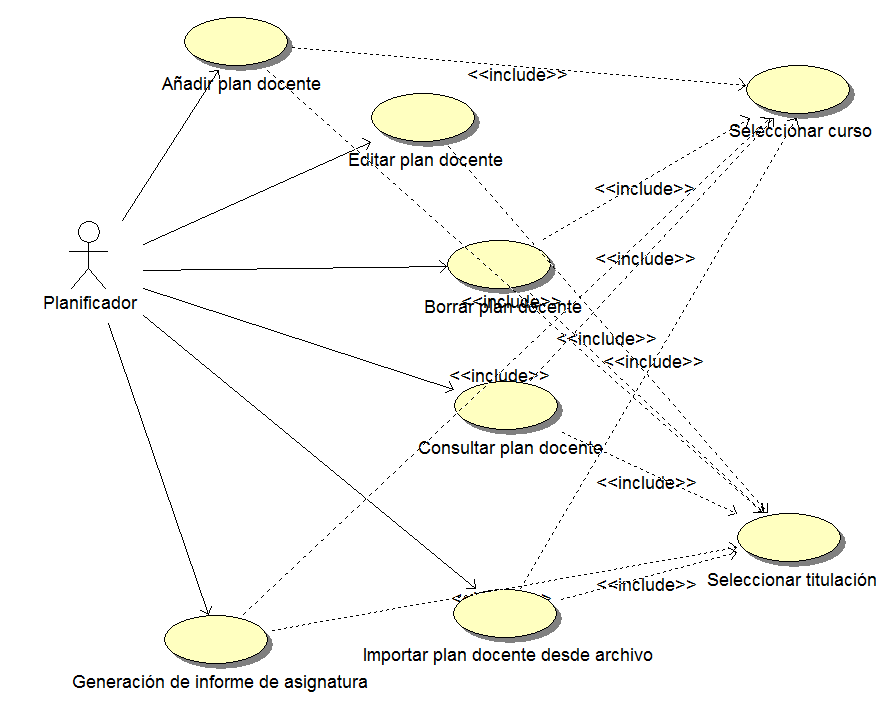 Añadir plan docente
<<include>>
Seleccionar curso
Editar plan docente
<<include>>
<<include>>
Planificador
<<include>>
Borrar plan docente
<<include>>
<<include>>
<<include>>
Consultar plan docente
<<include>>
Seleccionar titulación
<<include>>
Importar plan docente desde archivo
Generación de informe de asignatura